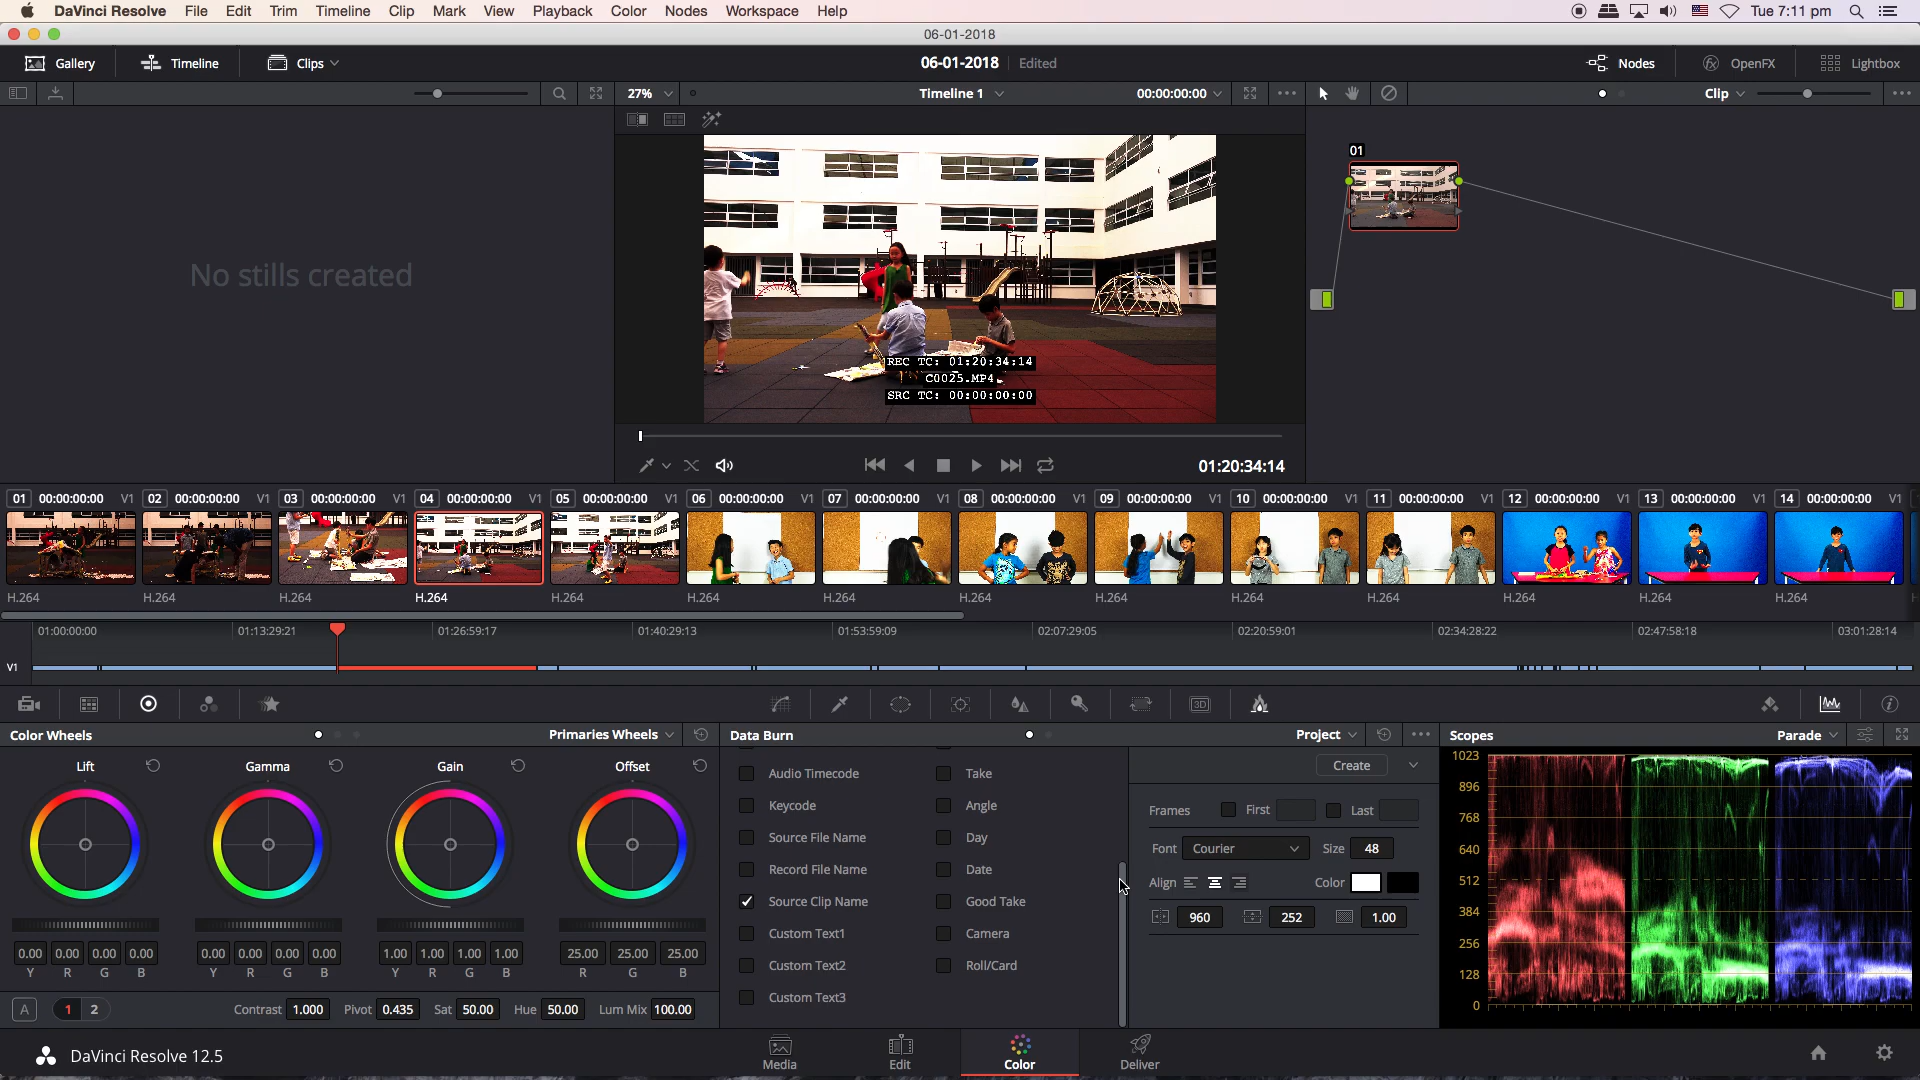 DaVinci Resolve File Edit Trim Timeline Clip Mark View Playback Color Nodes Workspace Help Tue 7:11 pm
06-01-2018
Gallery Timeline Clips 06-01-2018 Edited Nodes OpenFX Lightbox
27% Timeline 1 00:00:00:00 Clip
01
No stills created
REC TC: 01:20:34:14
C0025.MP4
SRC TC: 00:00:00:00
01:20:34:14
01 00:00:00:00 V1 02 00:00:00:00 V1 03 00:00:00:00 V1 04 00:00:00:00 V1 05 00:00:00:00 V1 06 00:00:00:00 V1 07 00:00:00:00 V1 08 00:00:00:00 V1 09 00:00:00:00 V1 10 00:00:00:00 V1 11 00:00:00:00 V1 12 00:00:00:00 V1 13 00:00:00:00 V1 14 00:00:00:00 V1
H.264 H.264 H.264 H.264 H.264 H.264 H.264 H.264 H.264 H.264 H.264 H.264 H.264 H.264
01:00:00:00 01:13:29:21 01:26:59:17 01:40:29:13 01:53:59:09 02:07:29:05 02:20:59:01 02:34:28:22 02:47:58:18 03:01:28:14
V1
3D
Color Wheels Primaries Wheels
Lift Gamma Gain Offset
0.00 0.00 0.00 0.00 0.00 0.00 0.00 0.00 1.00 1.00 1.00 1.00 25.00 25.00 25.00
Y R G B Y R G B Y R G B R G B
A 1 2 Contrast 1.000 Pivot 0.435 Sat 50.00 Hue 50.00 Lum Mix 100.00
Data Burn Project
Audio Timecode Take
Keycode Angle
Source File Name Day
Record File Name Date
Source Clip Name Good Take
Custom Text1 Camera
Custom Text2 Roll/Card
Custom Text3
Create
Frames First Last
Font Courier Size 48
Align Color
960 252 1.00
Scopes Parade
1023
896
768
640
512
384
256
128
0
DaVinci Resolve 12.5
Media Edit Color Deliver